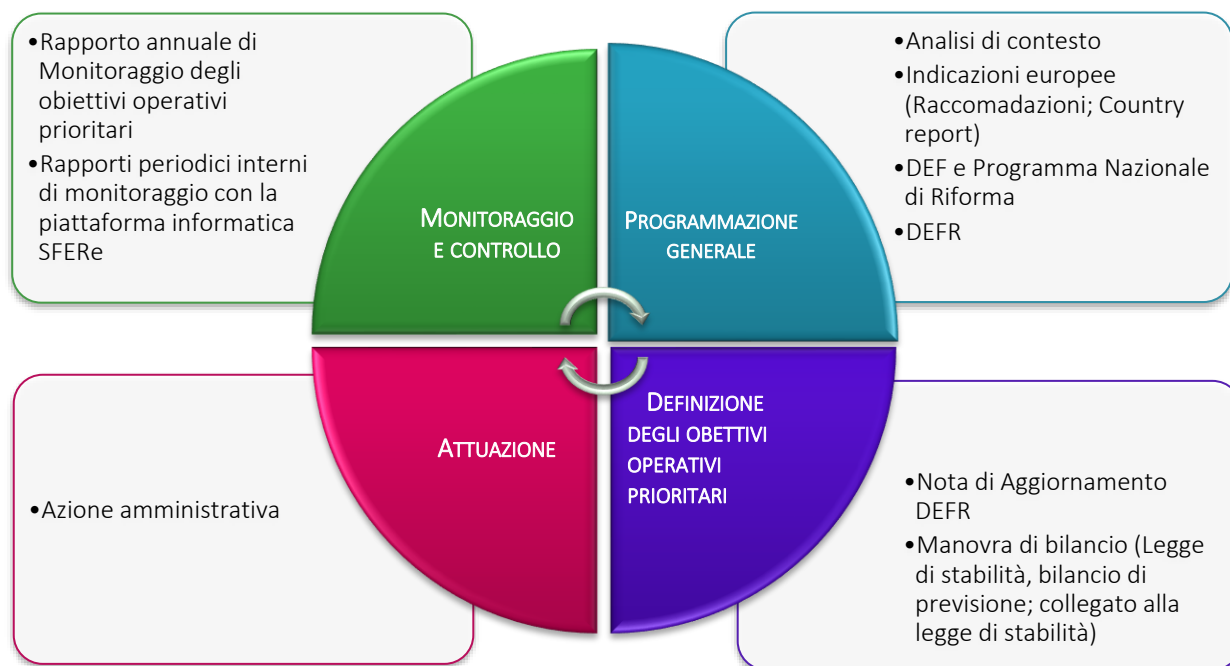 •Rapporto annuale di
Monitoraggio degli
obiettivi operativi
prioritari
•Rapporti periodici interni
di monitoraggio con la
piattaforma informatica
SFERe
MONITORAGGIO
E CONTROLLO
PROGRAMMAZIONE
GENERALE
•Analisi di contesto
•Indicazioni europee
(Raccomadazioni; Country
report)
•DEF e Programma Nazionale
di Riforma
•DEFR
•Azione amministrativa
ATTUAZIONE
DEFINIZIONE
DEGLI OBETTIVI
OPERATIVI
PRIORITARI
•Nota di Aggiornamento
DEFR
•Manovra di bilancio (Legge
di stabilità, bilancio di
previsione; collegato alla
legge di stabilità)